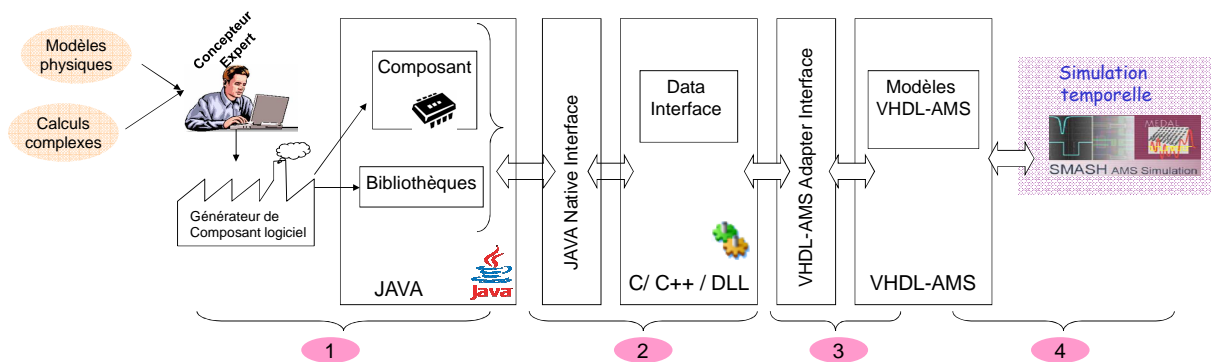 Modèles
physiques
Calculs
complexes
Concepteur
Expert
Générateur de
Composant logiciel
Composant
Bibliothèques
JAVA
Java
JAVA Native Interface
Data
Interface
C/ C++ / DLL
VHDL-AMS Adapter Interface
Modèles
VHDL-AMS
VHDL-AMS
Simulation
temporelle
MEDAL
SMASH AMS Simulation
1
2
3
4